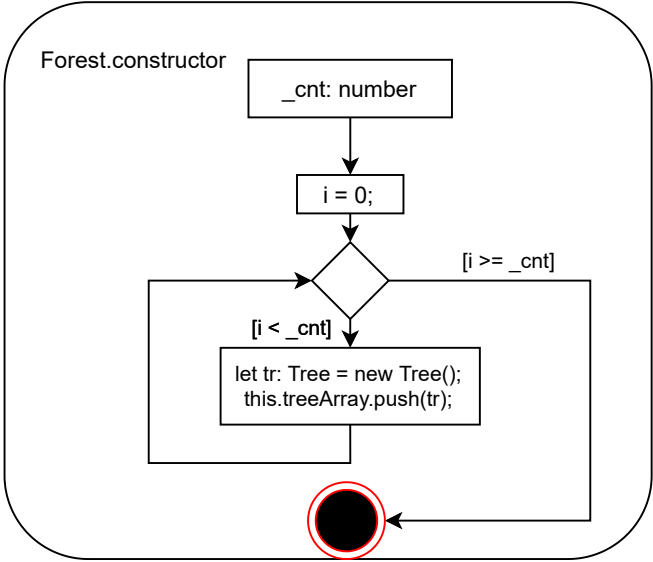 Forest.constructor
_cnt: number
i = 0;
[i >= _cnt]
[i < _cnt]
let tr: Tree = new Tree();
this.treeArray.push(tr);